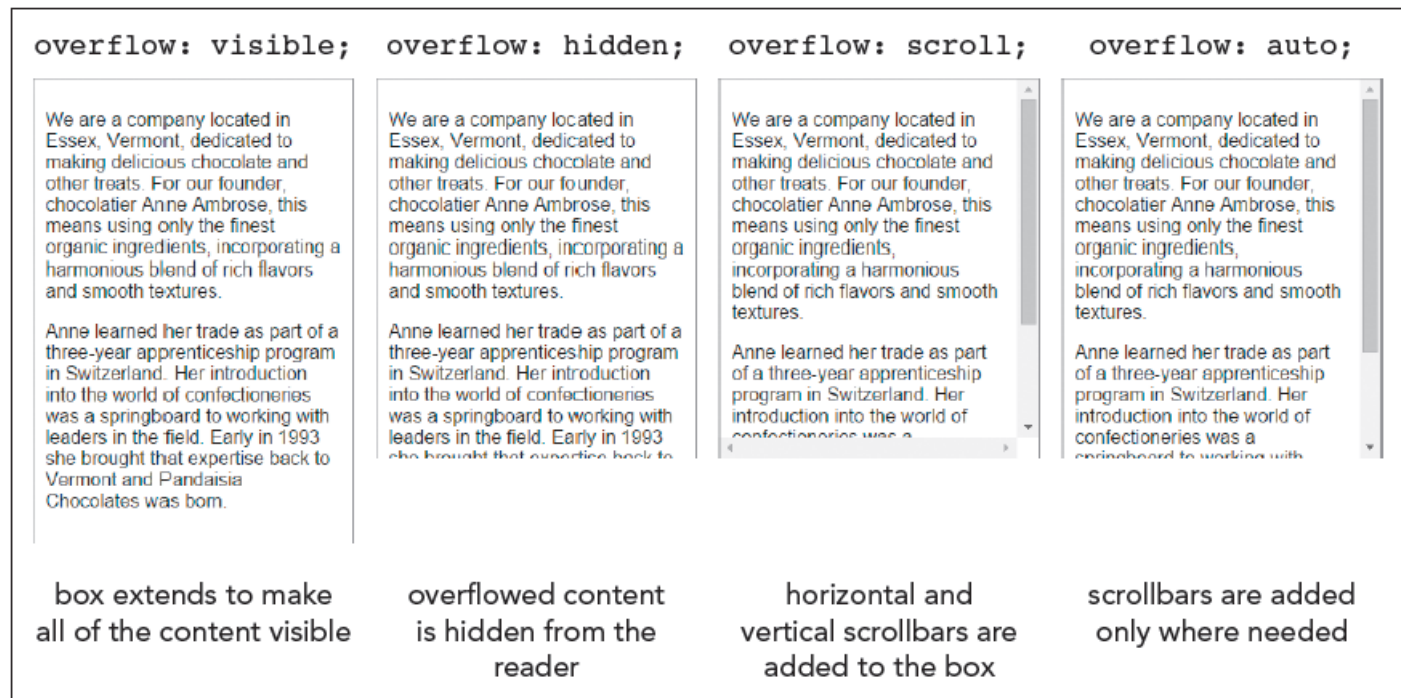 overflow: visible;
overflow: hidden;
overflow: scroll;
overflow: auto;
We are a company located in
Essex, Vermont, dedicated to
making delicious chocolate and
other treats. For our founder,
chocolatier Anne Ambrose, this
means using only the finest
organic ingredients, incorporating a
harmonious blend of rich flavors
and smooth textures.
Anne learned her trade as part of a
three-year apprenticeship program
in Switzerland. Her introduction
into the world of confectioneries
was a springboard to working with
leaders in the field. Early in 1993
she brought that expertise back to
Vermont and Pandaisia
Chocolates was born.
We are a company located in
Essex, Vermont, dedicated to
making delicious chocolate and
other treats. For our founder,
chocolatier Anne Ambrose, this
means using only the finest
organic ingredients, incorporating a
harmonious blend of rich flavors
and smooth textures.
Anne learned her trade as part of a
three-year apprenticeship program
in Switzerland. Her introduction
into the world of confectioneries
was a springboard to working with
leaders in the field. Early in 1993
she brought that expertise back to
We are a company located in
Essex, Vermont, dedicated to
making delicious chocolate and
other treats. For our founder,
chocolatier Anne Ambrose, this
means using only the finest
organic ingredients,
incorporating a harmonious
blend of rich flavors and smooth
textures.
Anne learned her trade as part
of a three-year apprenticeship
program in Switzerland. Her
introduction into the world of
confectioneries was a
We are a company located in
Essex, Vermont, dedicated to
making delicious chocolate and
other treats. For our founder,
chocolatier Anne Ambrose, this
means using only the finest
organic ingredients,
incorporating a harmonious
blend of rich flavors and smooth
textures.
Anne learned her trade as part
of a three-year apprenticeship
program in Switzerland. Her
introduction into the world of
confectioneries was a
springboard to working with
box extends to make
all of the content visible
overflowed content
is hidden from the
reader
horizontal and
vertical scrollbars are
added to the box
scrollbars are added
only where needed